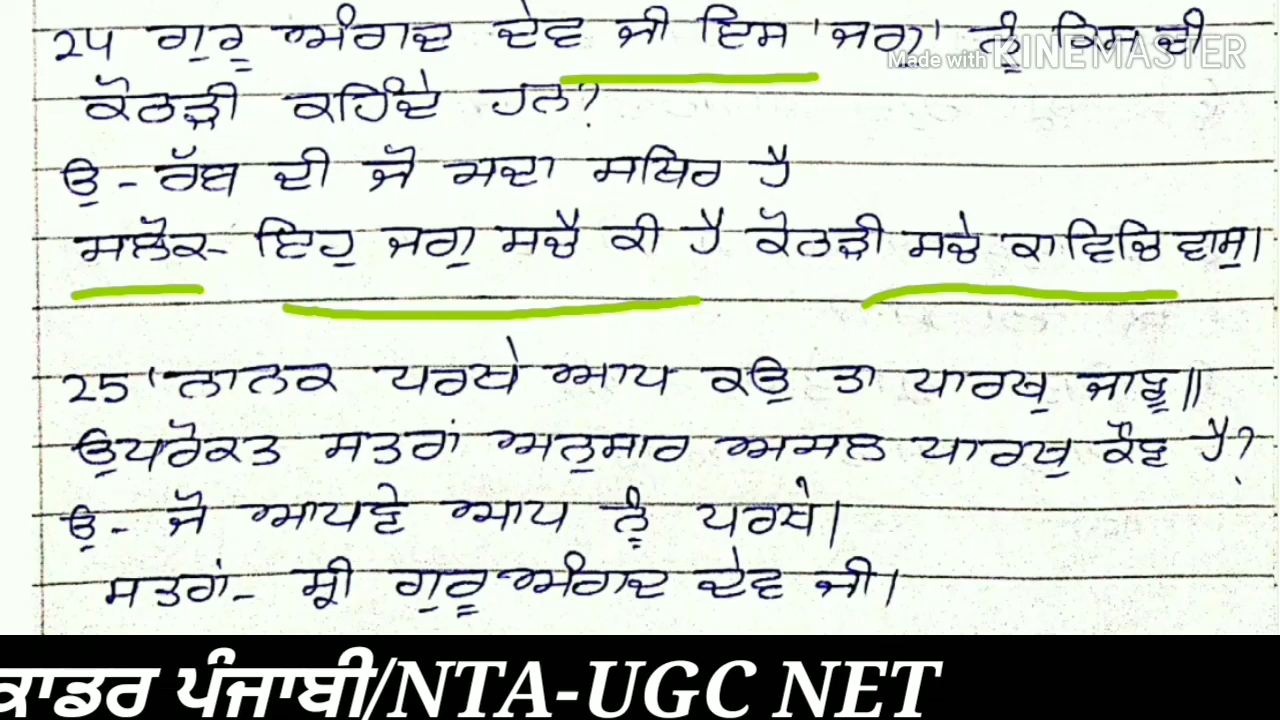 24 ਗੁਰੂ ਅੰਗਦ ਦੇਵ ਜੀ ਇਸ 'ਜਗੁ' ਨੂੰ ਕਿਸ ਦੀ
Made with KINEMASTER
ਕੋਠੜੀ ਕਹਿੰਦੇ ਹਨ?
ਉ - ਰੱਬ ਦੀ ਜੋ ਸਦਾ ਸਥਿਰ ਹੈ
ਸਲੋਕ- ਇਹੁ ਜਗੁ ਸਚੈ ਕੀ ਹੈ ਕੋਠੜੀ ਸਚੇ ਕਾ ਵਿਚਿ ਵਾਸੁ।
25 'ਨਾਨਕ ਪਰਖੇ ਆਪ ਕਉ ਤਾ ਪਾਰਖੁ ਜਾਣੁ॥
ਉਪਰੋਕਤ ਸਤਰਾਂ ਅਨੁਸਾਰ ਅਸਲ ਪਾਰਖੁ ਕੌਣ ਹੈ?
ਉ - ਜੋ ਆਪਣੇ ਆਪ ਨੂੰ ਪਰਖੇ।
ਸਤਰਾਂ- ਸ੍ਰੀ ਗੁਰੂ ਅੰਗਦ ਦੇਵ ਜੀ।
ਕਾਡਰ ਪੰਜਾਬੀ/NTA-UGC NET